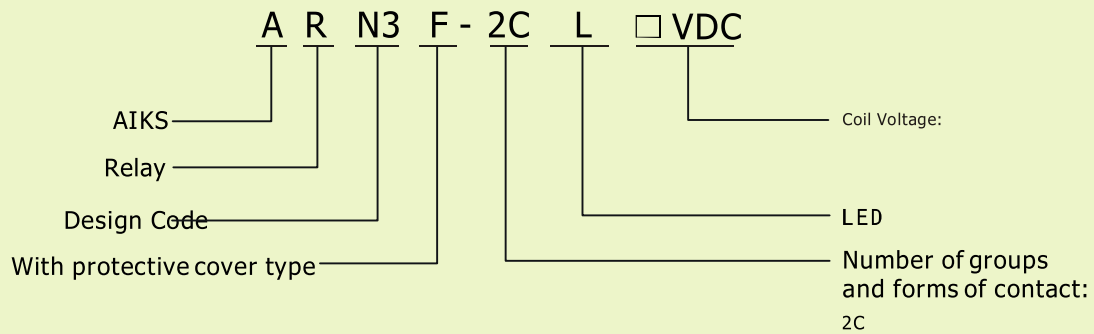 A R N3 F - 2C L □ VDC
AIKS
Coil Voltage:
Relay
Design Code
LED
With protective cover type
Number of groups
and forms of contact:
2C